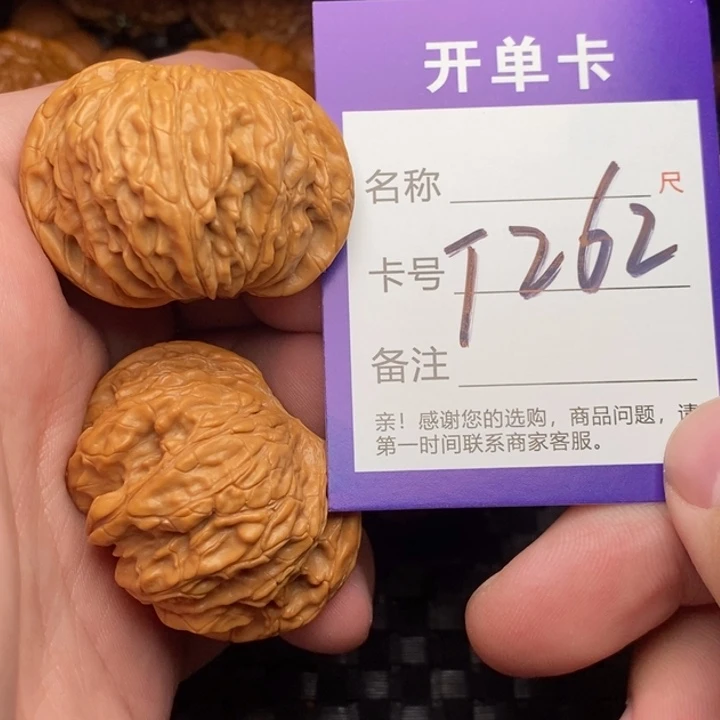 开单卡
名称 尺
卡号 T262
备注
亲！感谢您的选购，商品问题，请
第一时间联系商家客服。